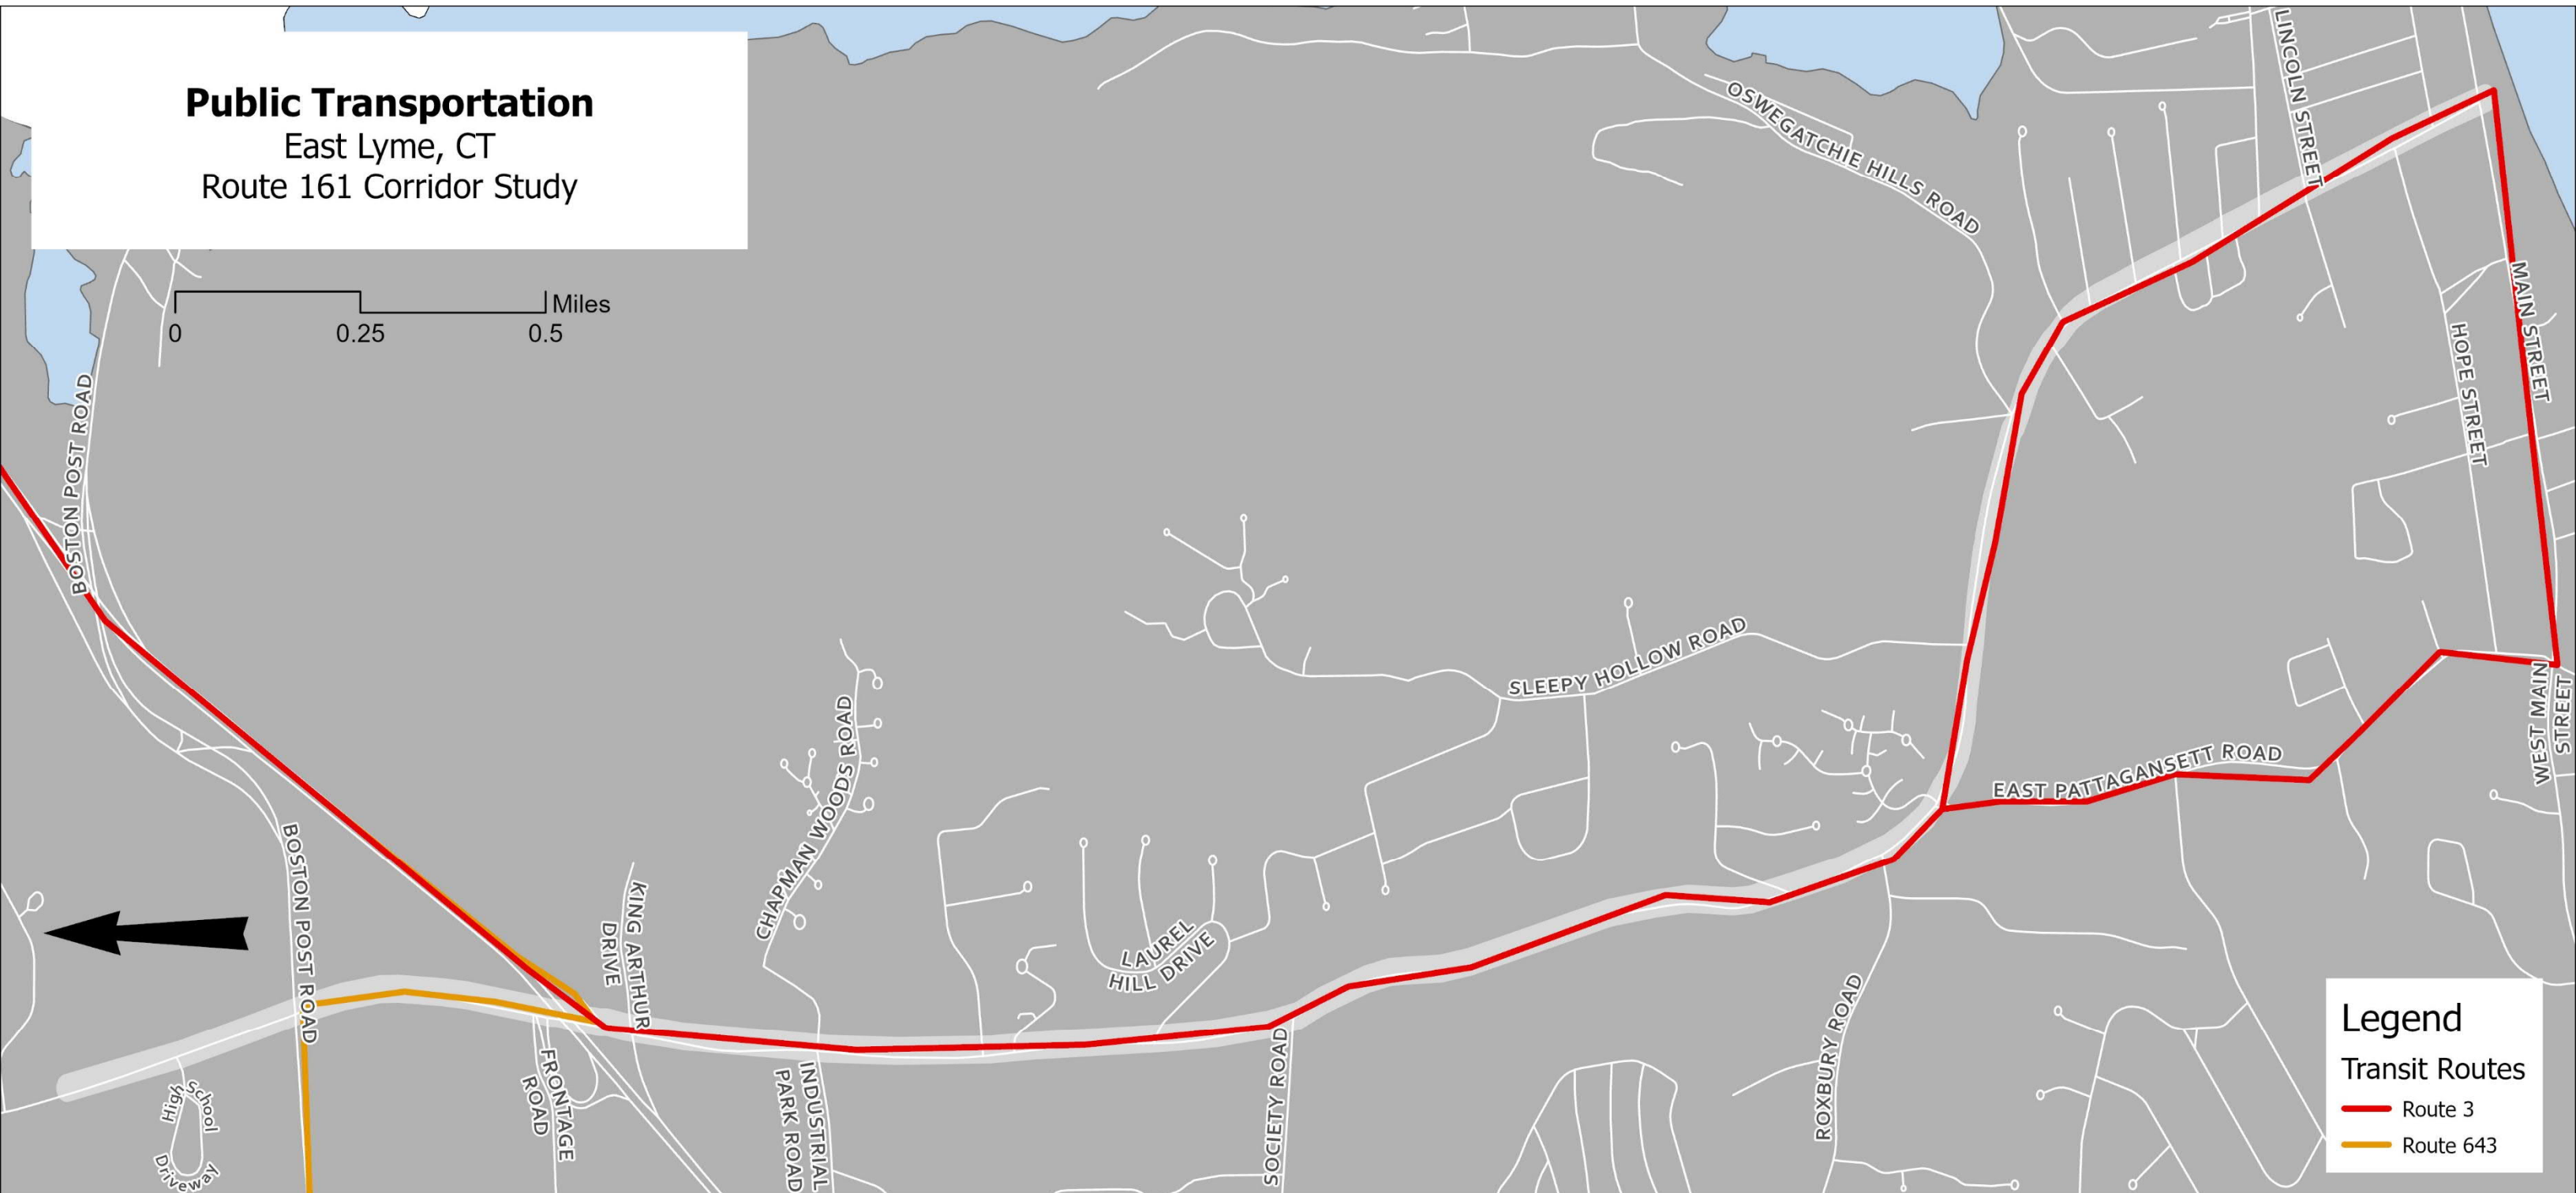 Public Transportation
East Lyme, CT
Route 161 Corridor Study
Miles
0
0.25
0.5
LINCOLN STREET
OSWEGATCHIE HILLS ROAD
MAIN STREET
HOPE STREET
BOSTON POST ROAD
SLEEPY HOLLOW ROAD
WEST MAIN
STREET
EAST PATTAGANSETT ROAD
CHAPMAN WOODS ROAD
BOSTON POST ROAD
KING ARTHUR
DRIVE
LAUREL
HILL DRIVE
ROXBURY ROAD
SOCIETY ROAD
FRONTAGE
ROAD
INDUSTRIAL
PARK ROAD
High School
Driveway
Legend
Transit Routes
Route 3
Route 643